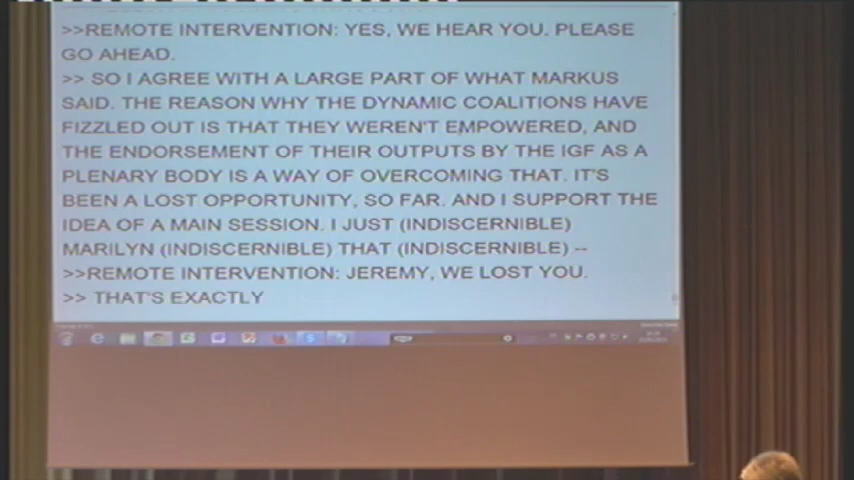 >>REMOTE INTERVENTION: YES, WE HEAR YOU. PLEASE
GO AHEAD.
>> SO I AGREE WITH A LARGE PART OF WHAT MARKUS
SAID. THE REASON WHY THE DYNAMIC COALITIONS HAVE
FIZZLED OUT IS THAT THEY WEREN'T EMPOWERED, AND
THE ENDORSEMENT OF THEIR OUTPUTS BY THE IGF AS A
PLENARY BODY IS A WAY OF OVERCOMING THAT. IT'S
BEEN A LOST OPPORTUNITY, SO FAR. AND I SUPPORT THE
IDEA OF A MAIN SESSION. I JUST (INDISCERNIBLE)
MARILYN (INDISCERNIBLE) THAT (INDISCERNIBLE) --
>>REMOTE INTERVENTION: JEREMY, WE LOST YOU.
>> THAT'S EXACTLY